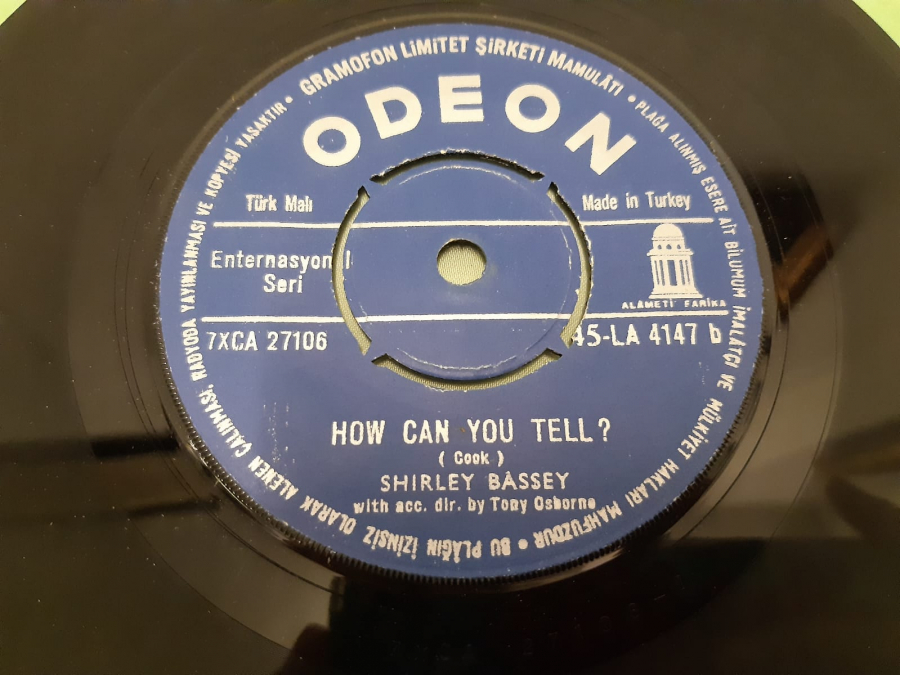 GRAMOFON LİMİTET ŞİRKETİ MAMULÂTI • PLAĞA ALINMIŞ ESERE AİT BİLUMUM İMALÂTÇI VE MÜLKİYET HAKLARI MAHFUZDUR • BU PLÂĞIN İZİNSİZ OLARAK ALENEN ÇALINMASI, RADYODA YAYINLANMASI VE KOPYESİ YASAKTIR •
ODEON
Türk Malı
Made in Turkey
Enternasyon l
Seri
ALÂMETİ FARİKA
7XCA 27106
45-LA 4147 b
HOW CAN YOU TELL?
( Cook )
SHIRLEY BÂSSEY
with acc. dir. by Tony Osborne